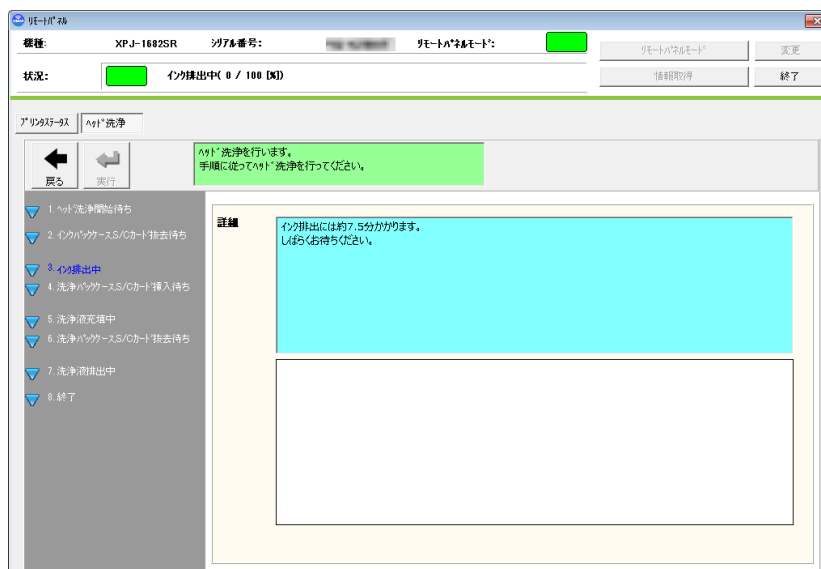 ﾘﾓｰﾄﾊﾟﾈﾙ
機種:
XPJ-1682SR
ｼﾘｱﾙ番号:
ﾘﾓｰﾄﾊﾟﾈﾙﾓｰﾄﾞ:
ﾘﾓｰﾄﾊﾟﾈﾙﾓｰﾄﾞ
変更
状況:
ｲﾝｸ排出中( 0 / 100 [%])
情報取得
終了
ﾌﾟﾘﾝﾀｽﾃｰﾀｽ
ﾍｯﾄﾞ洗浄
戻る
実行
ﾍｯﾄﾞ洗浄を行います。
手順に従ってﾍｯﾄﾞ洗浄を行ってください。
1. ﾍｯﾄﾞ洗浄開始待ち
2. ｲﾝｸﾊﾟｯｸｹｰｽ,S/Cｶｰﾄﾞ抜去待ち
3. ｲﾝｸ排出中
4. 洗浄ﾊﾟｯｸｹｰｽ,S/Cｶｰﾄﾞ挿入待ち
5. 洗浄液充填中
6. 洗浄ﾊﾟｯｸｹｰｽ,S/Cｶｰﾄﾞ抜去待ち
7. 洗浄液排出中
8. 終了
詳細
ｲﾝｸ排出には約7.5分かかります。
しばらくお待ちください。